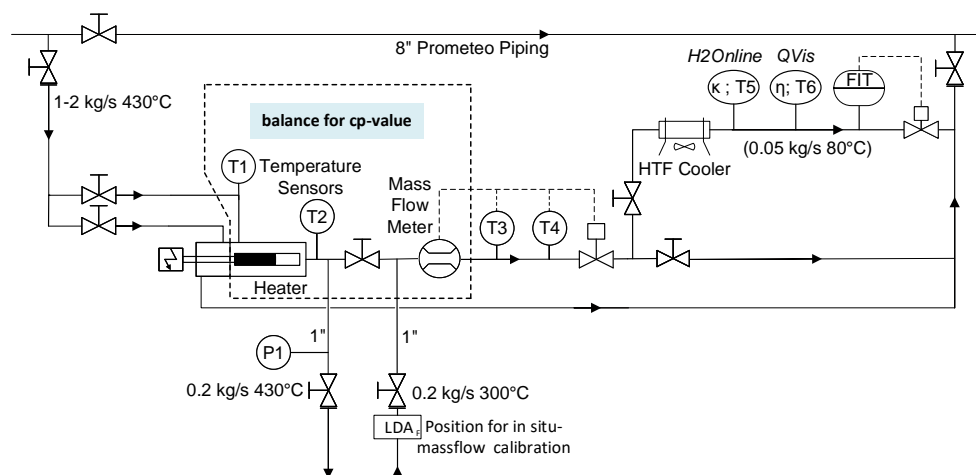 8" Prometeo Piping
H2Online
QVis
κ ; T5
η; T6
FIT
1-2 kg/s 430°C
balance for cp-value
(0.05 kg/s 80°C)
HTF Cooler
T1
Temperature
Sensors
T2
Mass
Flow
Meter
T3
T4
Heater
1"
1"
P1
0.2 kg/s 430°C
0.2 kg/s 300°C
LDA F
Position for in situ-
massflow calibration